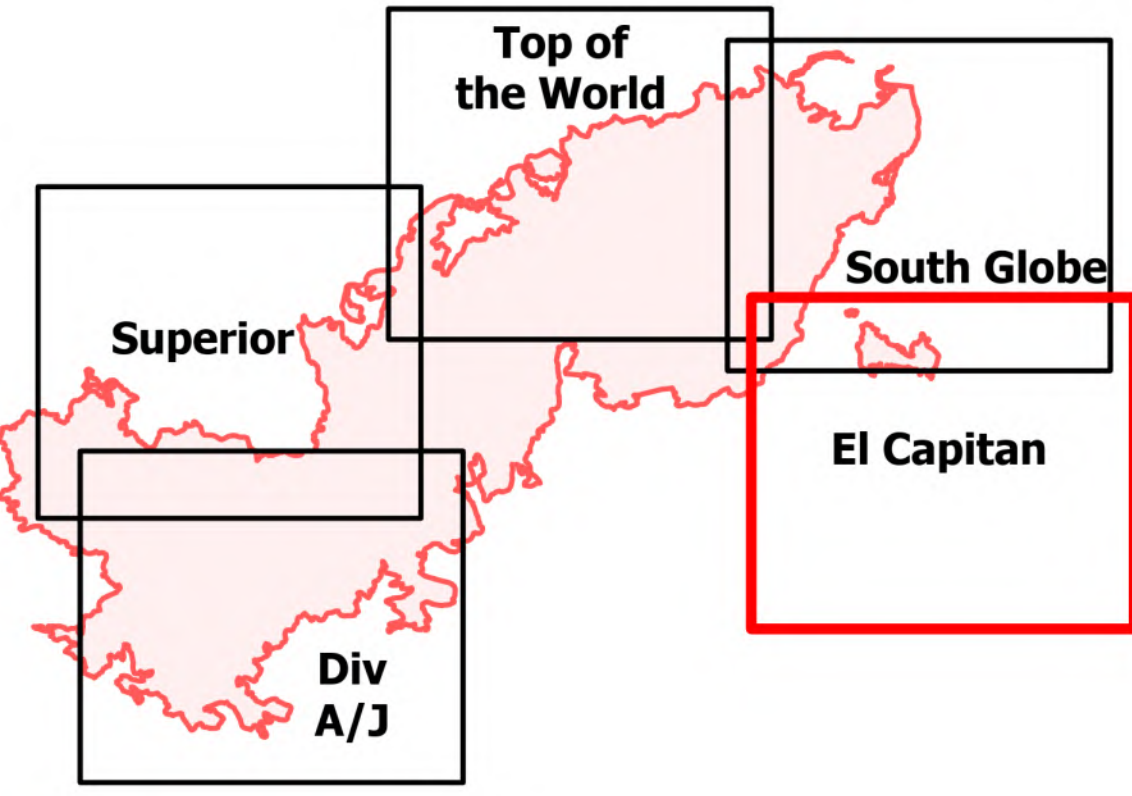 Top of
the World
South Globe
Superior
El Capitan
Div
A/J